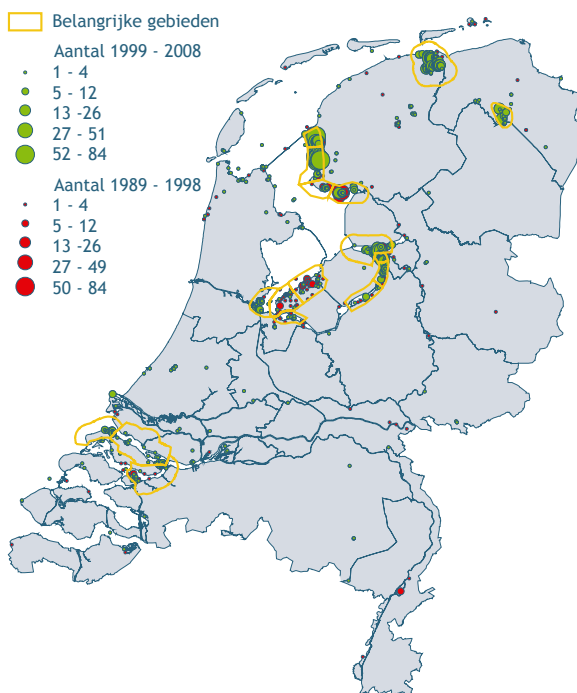 Belangrijke gebieden
Aantal 1999 - 2008
1 - 4
5 - 12
13 -26
27 - 51
52 - 84
Aantal 1989 - 1998
1 - 4
5 - 12
13 -26
27 - 49
50 - 84